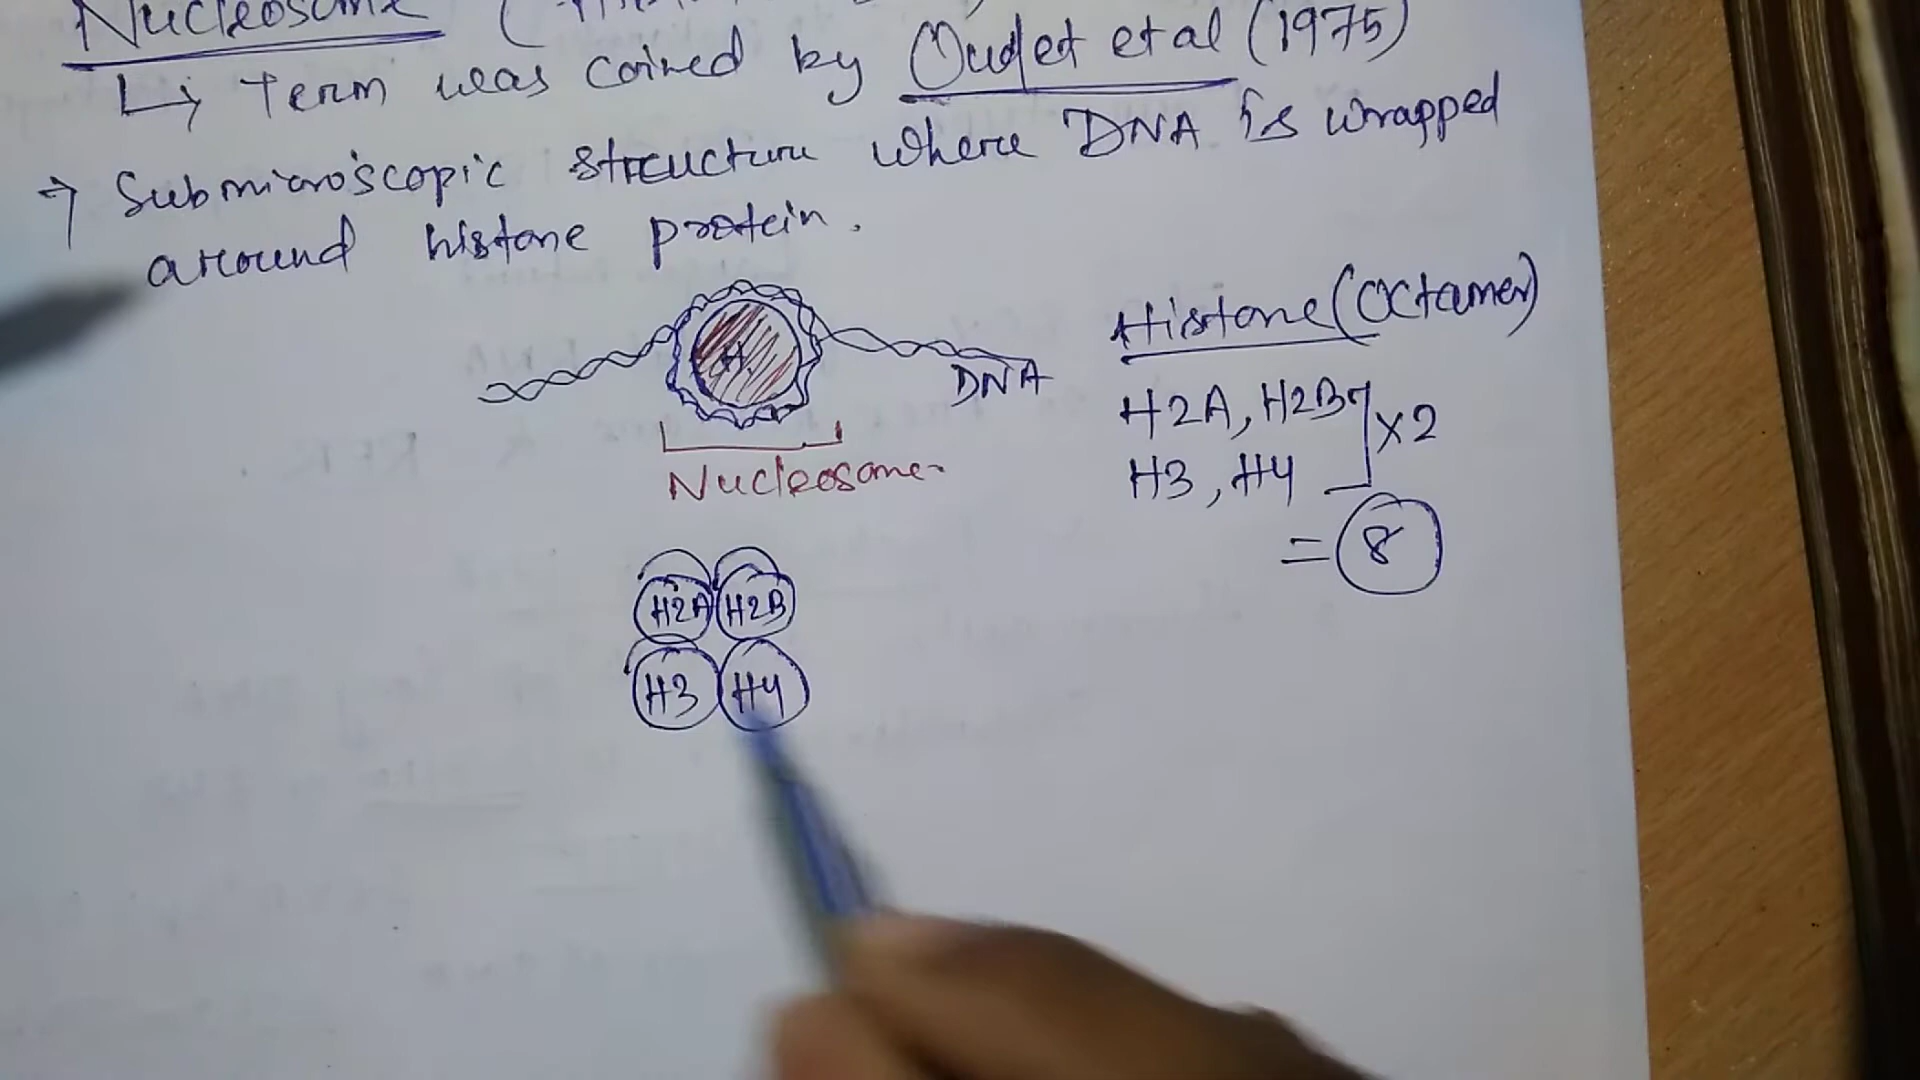 Nucleosome (
↳ Term was coined by Oudet et al (1975)
→ Submicroscopic structure where DNA is wrapped
around histone protein.
H
DNA
Nucleosome
Histone (Octamer)
H2A, H2B
H3, H4
x2
= 8
H2A H2B
H3 H4